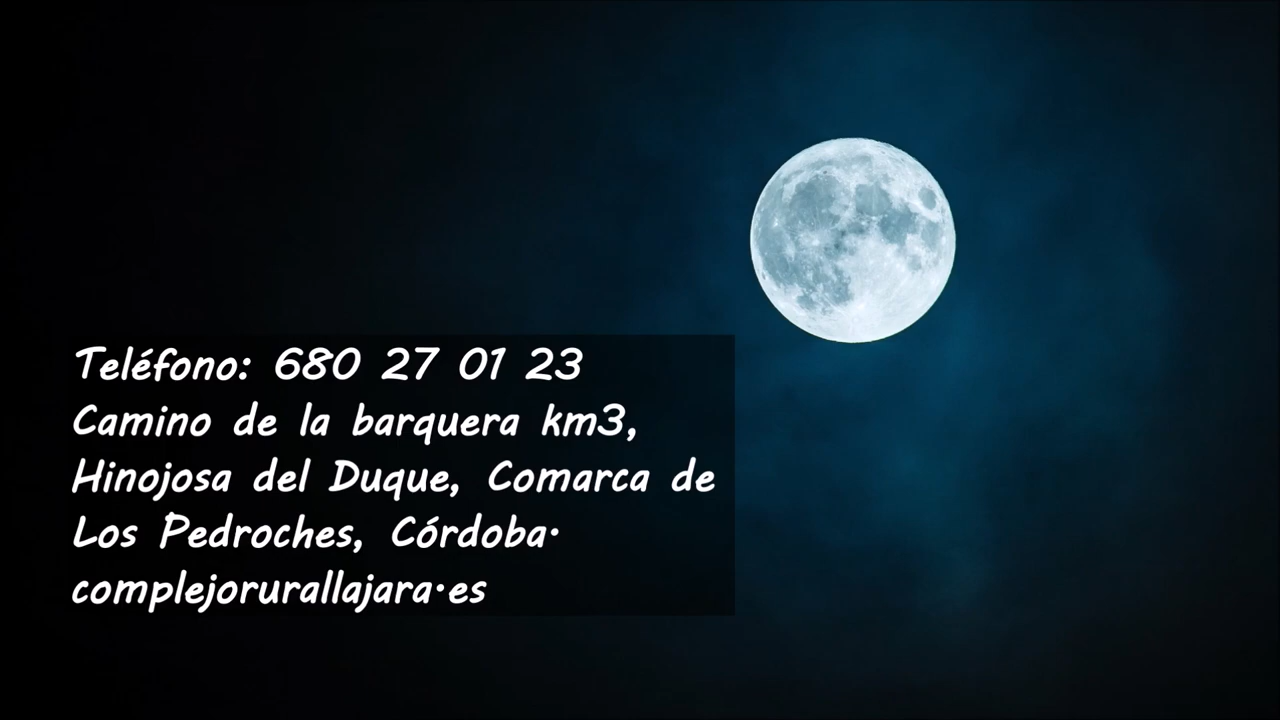 Teléfono: 680 27 01 23
Camino de la barquera km3,
Hinojosa del Duque, Comarca de
Los Pedroches, Córdoba·
complejorurallajara·es